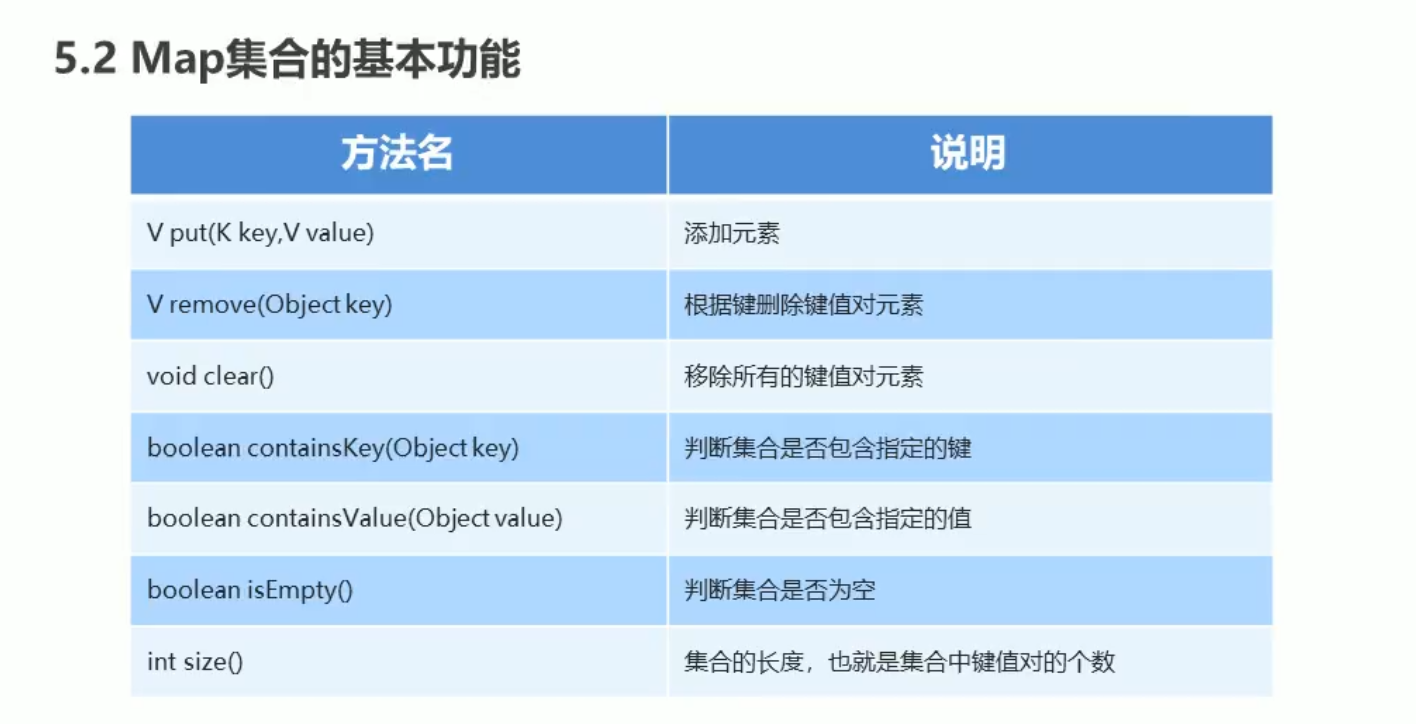 5.2 Map集合的基本功能
方法名 说明
V put(K key,V value) 添加元素
V remove(Object key) 根据键删除键值对元素
void clear() 移除所有的键值对元素
boolean containsKey(Object key) 判断集合是否包含指定的键
boolean containsValue(Object value) 判断集合是否包含指定的值
boolean isEmpty() 判断集合是否为空
int size() 集合的长度，也就是集合中键值对的个数